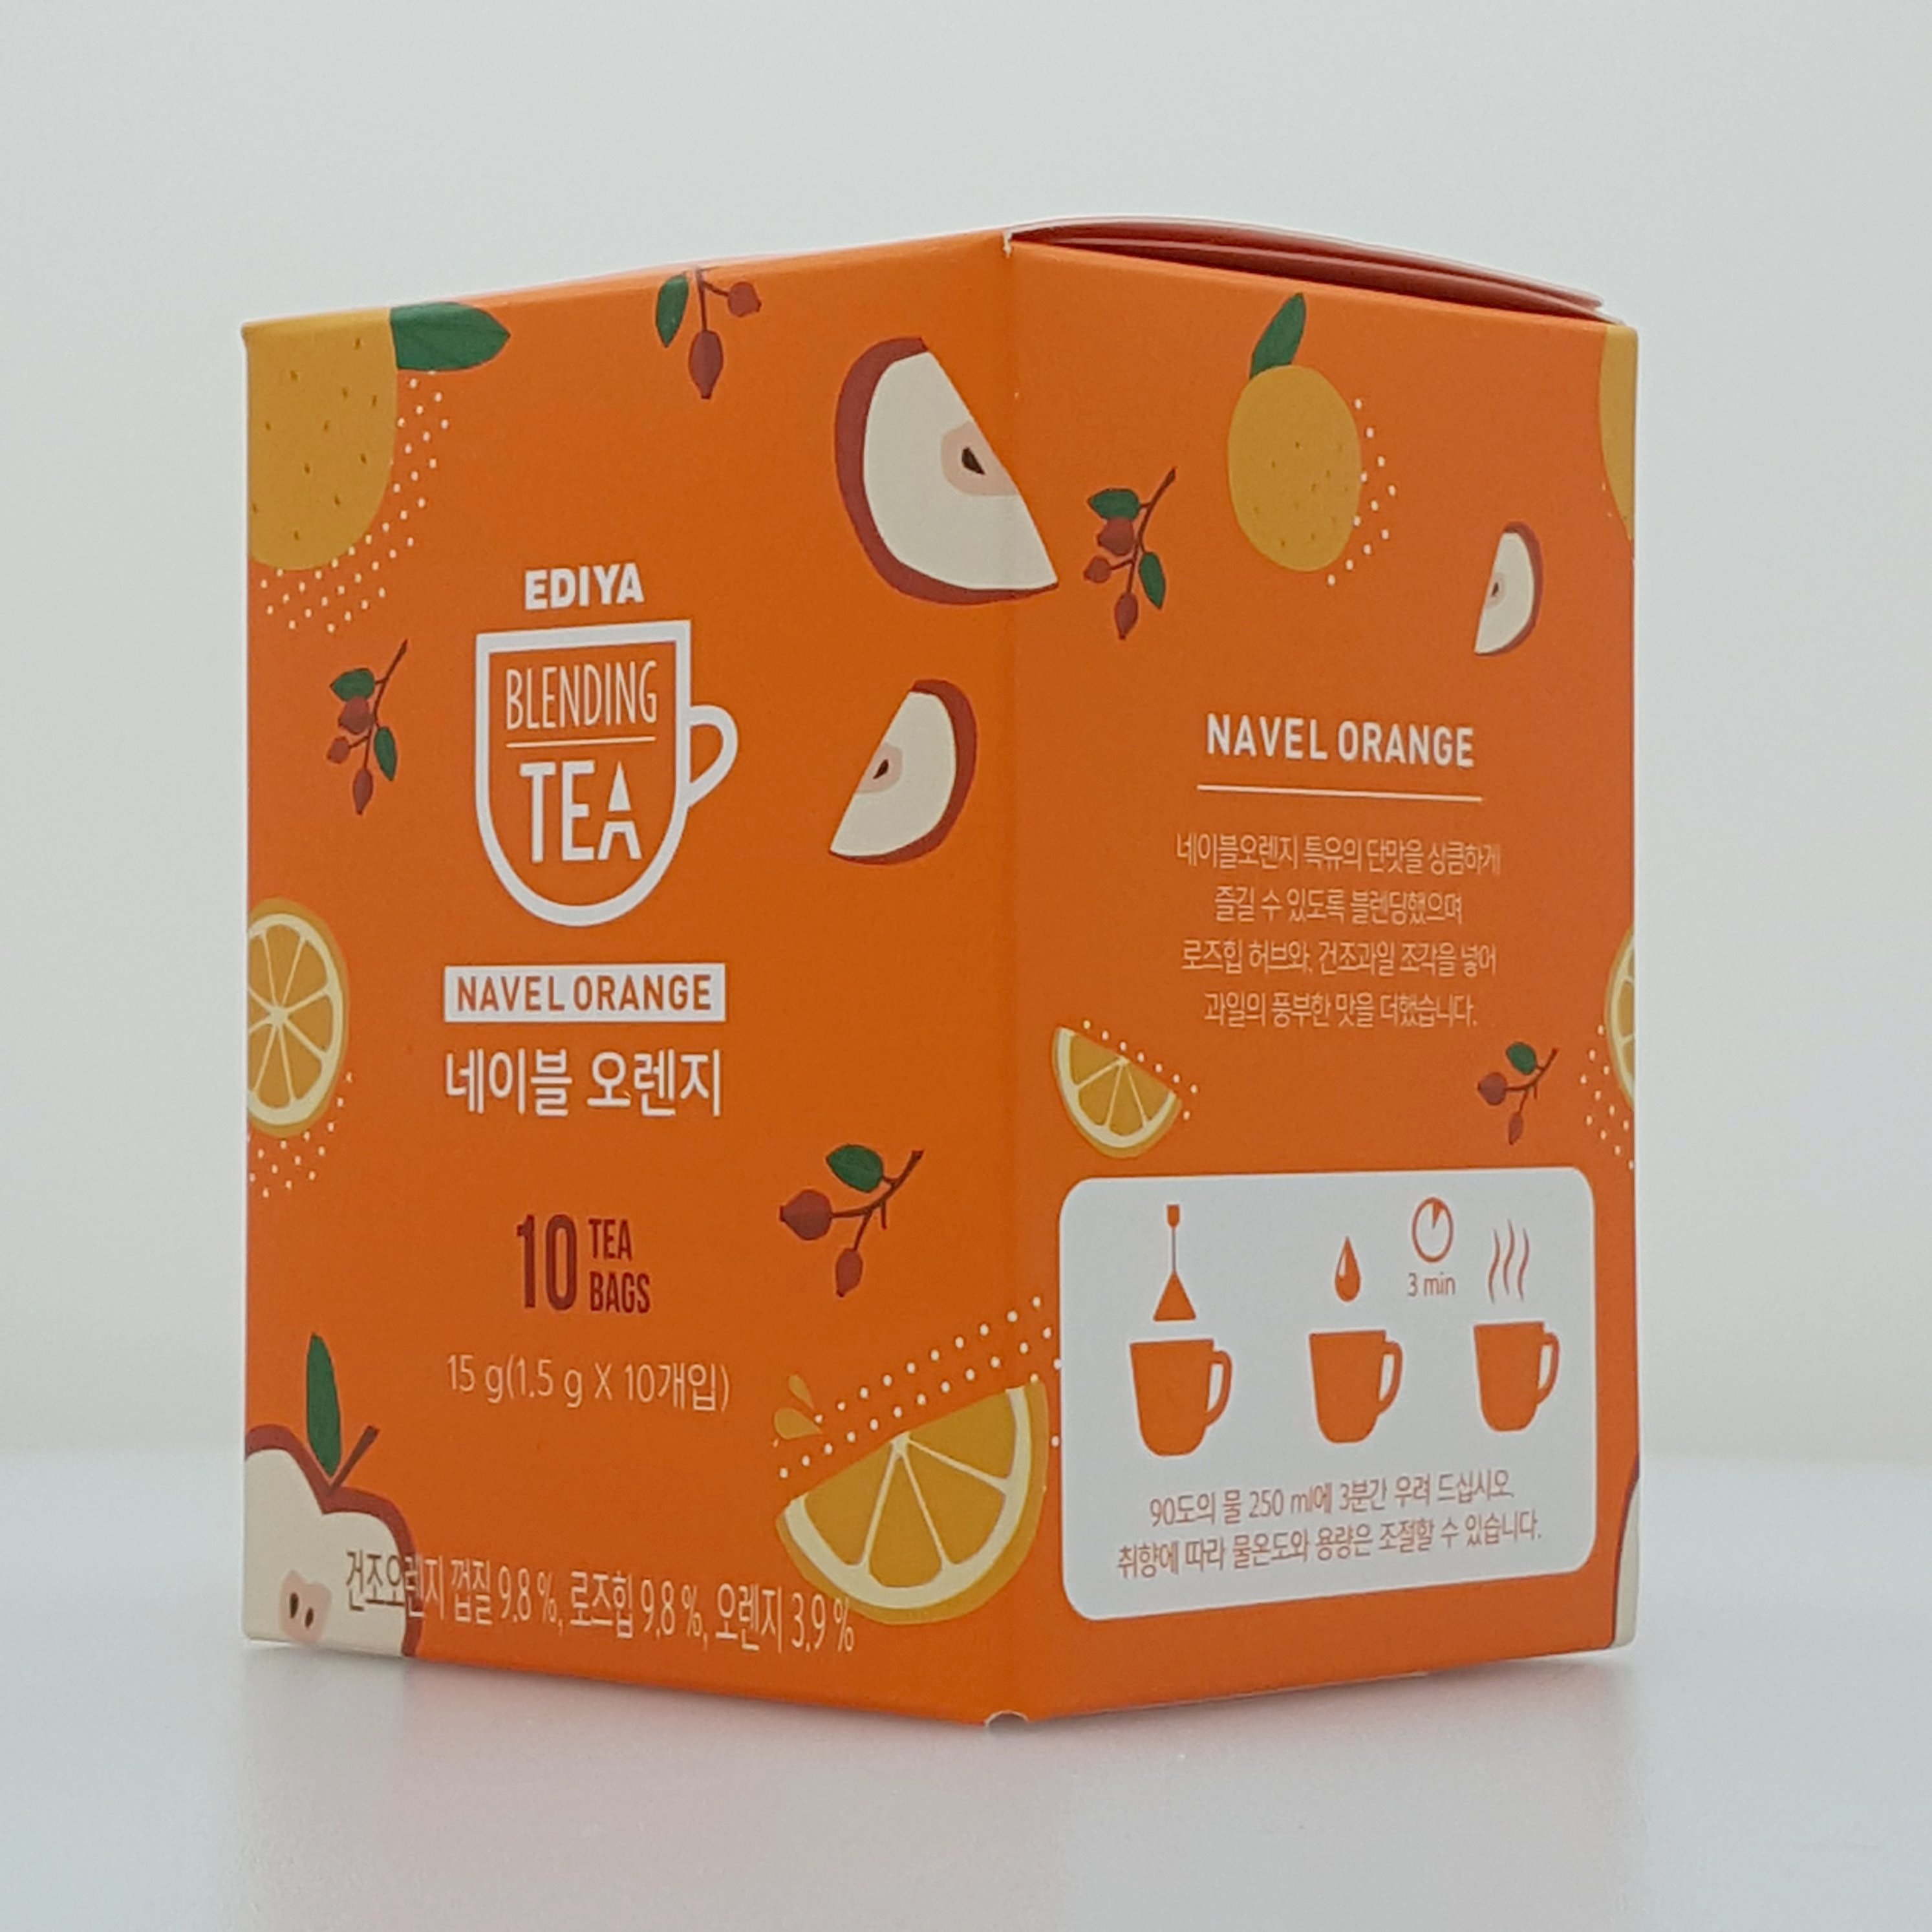 EDIYA
BLENDING
TEA
NAVEL ORANGE
네이블 오렌지
10 TEA
BAGS
15 g(1.5 g X 10개입)
건조오렌지 껍질 9.8 %, 로즈힙 9.8 %, 오렌지 3.9 %
NAVEL ORANGE
네이블오렌지 특유의 단맛을 상큼하게
즐길 수 있도록 블렌딩했으며
로즈힙 허브와, 건조과일 조각을 넣어
과일의 풍부한 맛을 더했습니다.
3 min
90도의 물 250 ml에 3분간 우려 드십시오.
취향에 따라 물온도와 용량은 조절할 수 있습니다.